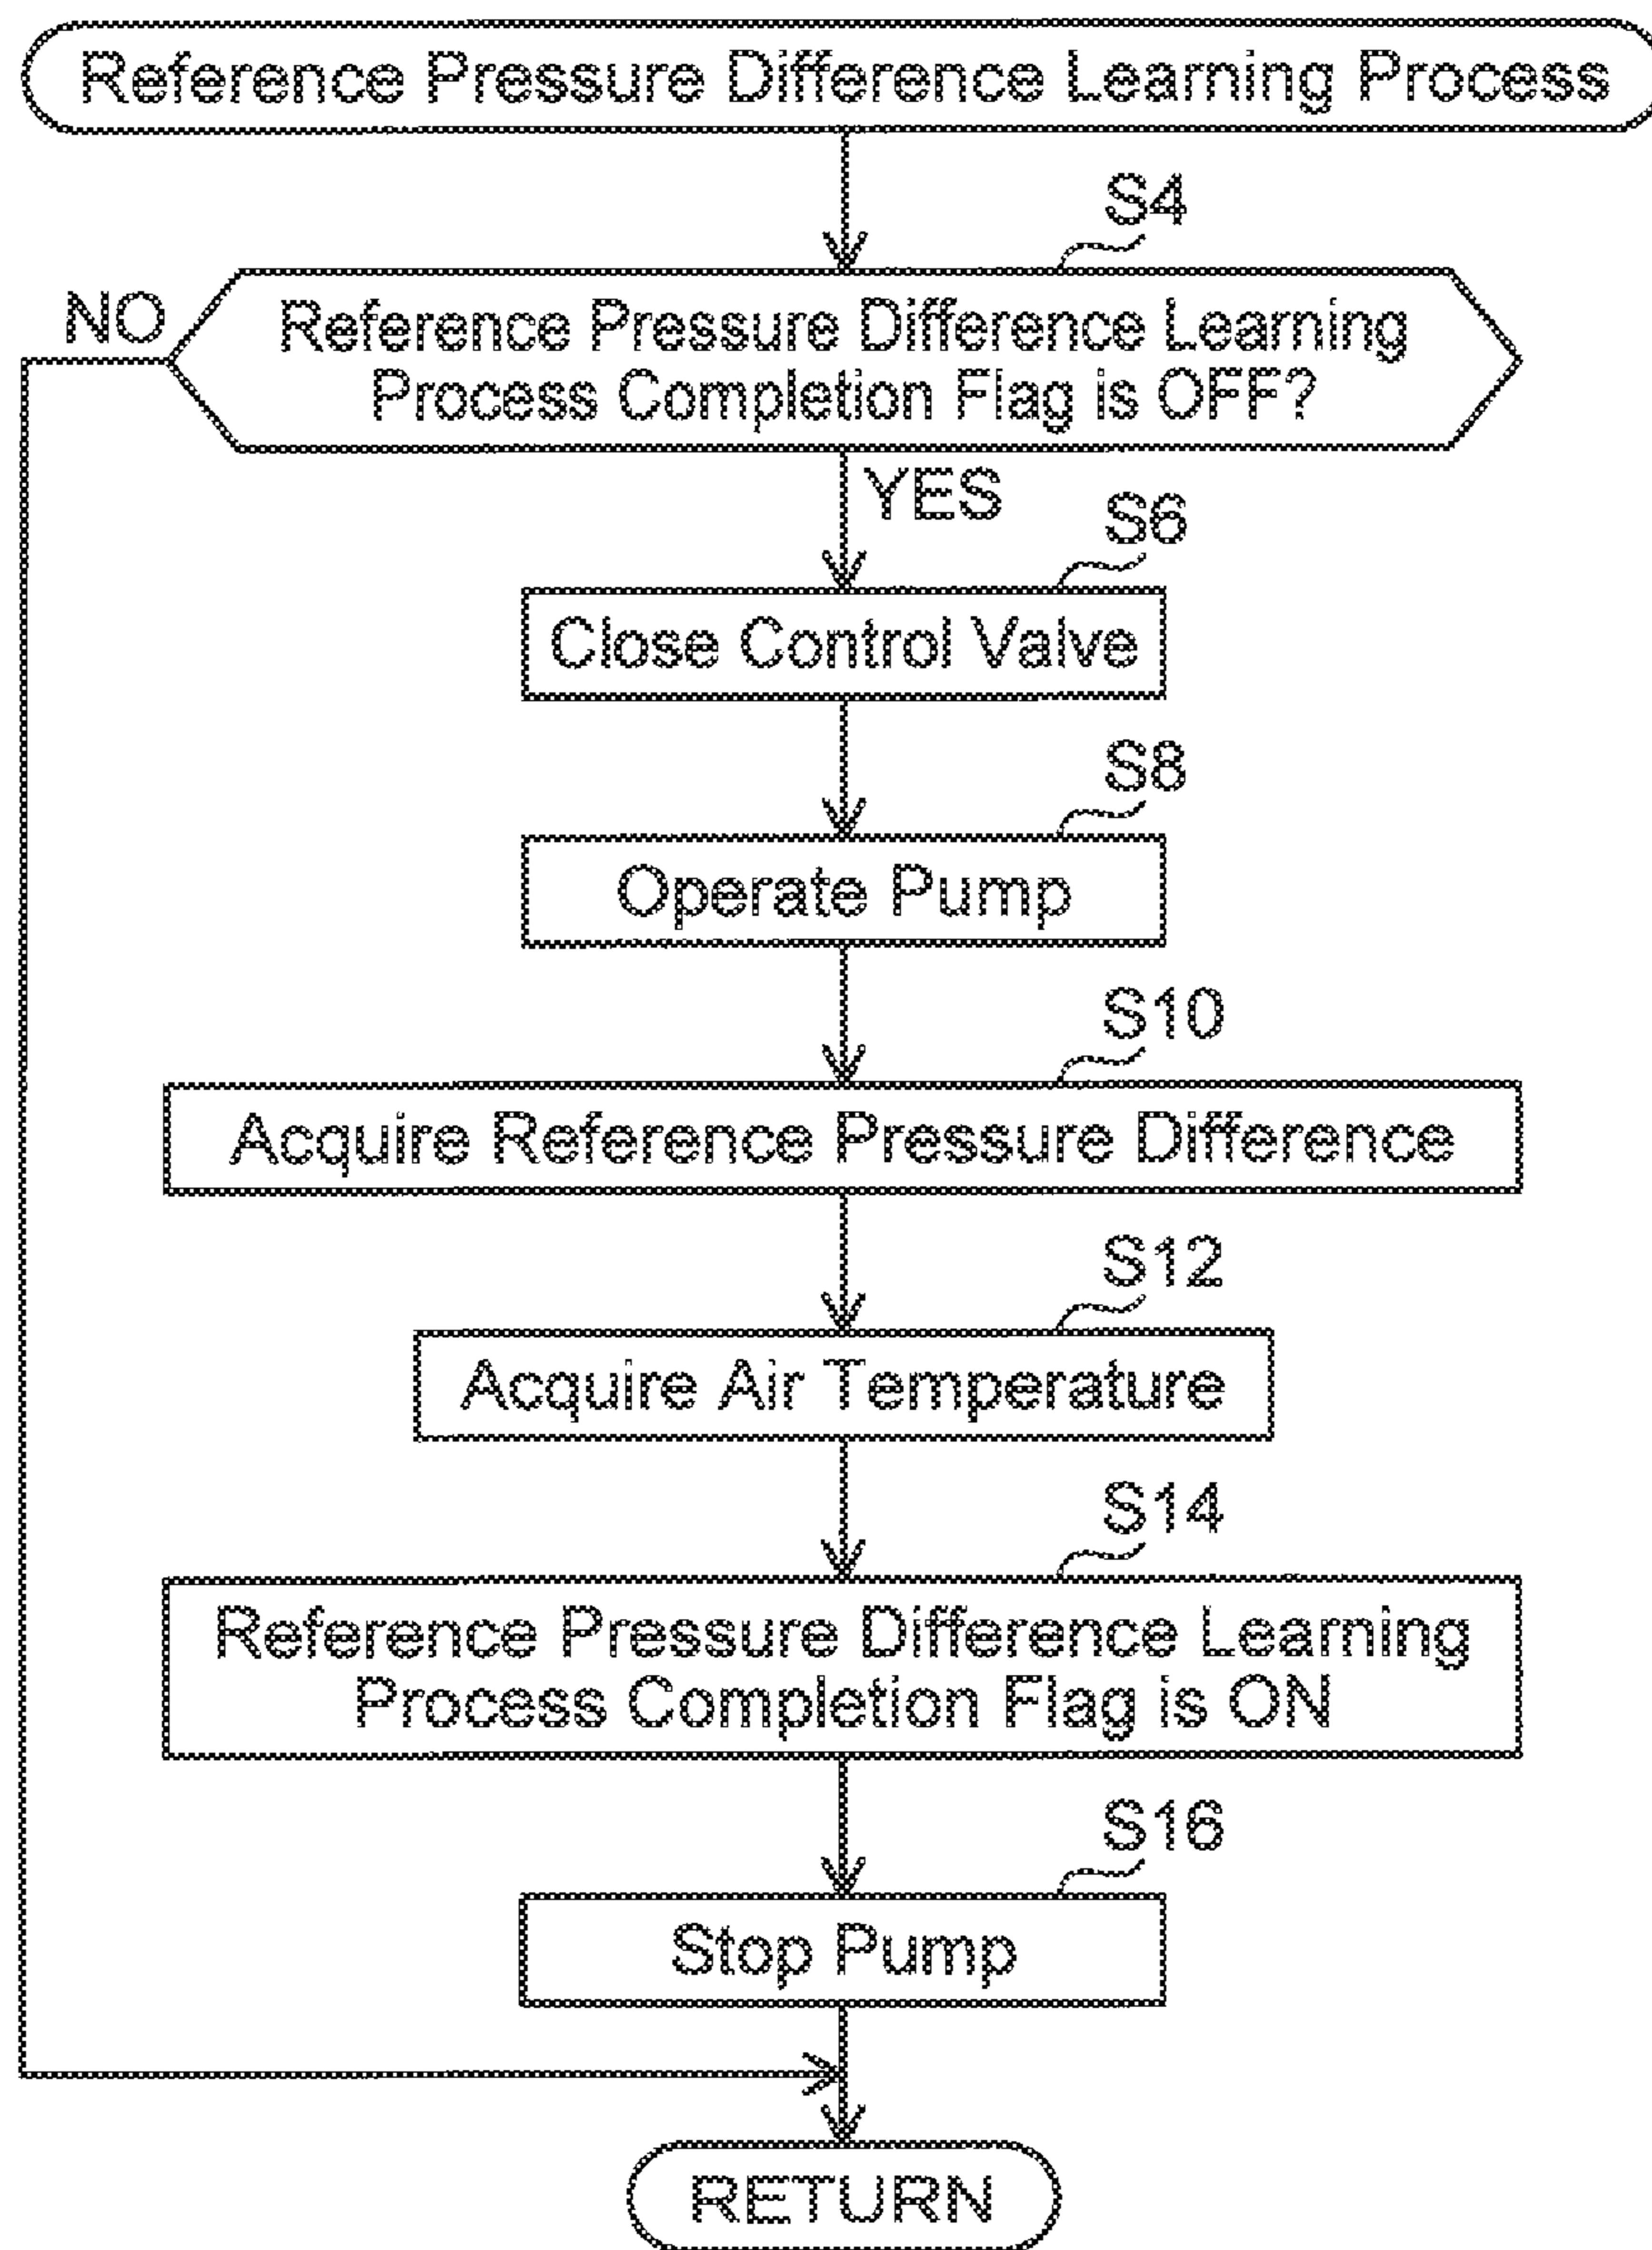 Reference Pressure Difference Learning Process
S4
NO
Reference Pressure Difference Learning
Process Completion Flag is OFF?
YES
S6
Close Control Valve
S8
Operate Pump
S10
Acquire Reference Pressure Difference
S12
Acquire Air Temperature
S14
Reference Pressure Difference Learning
Process Completion Flag is ON
S16
Stop Pump
RETURN